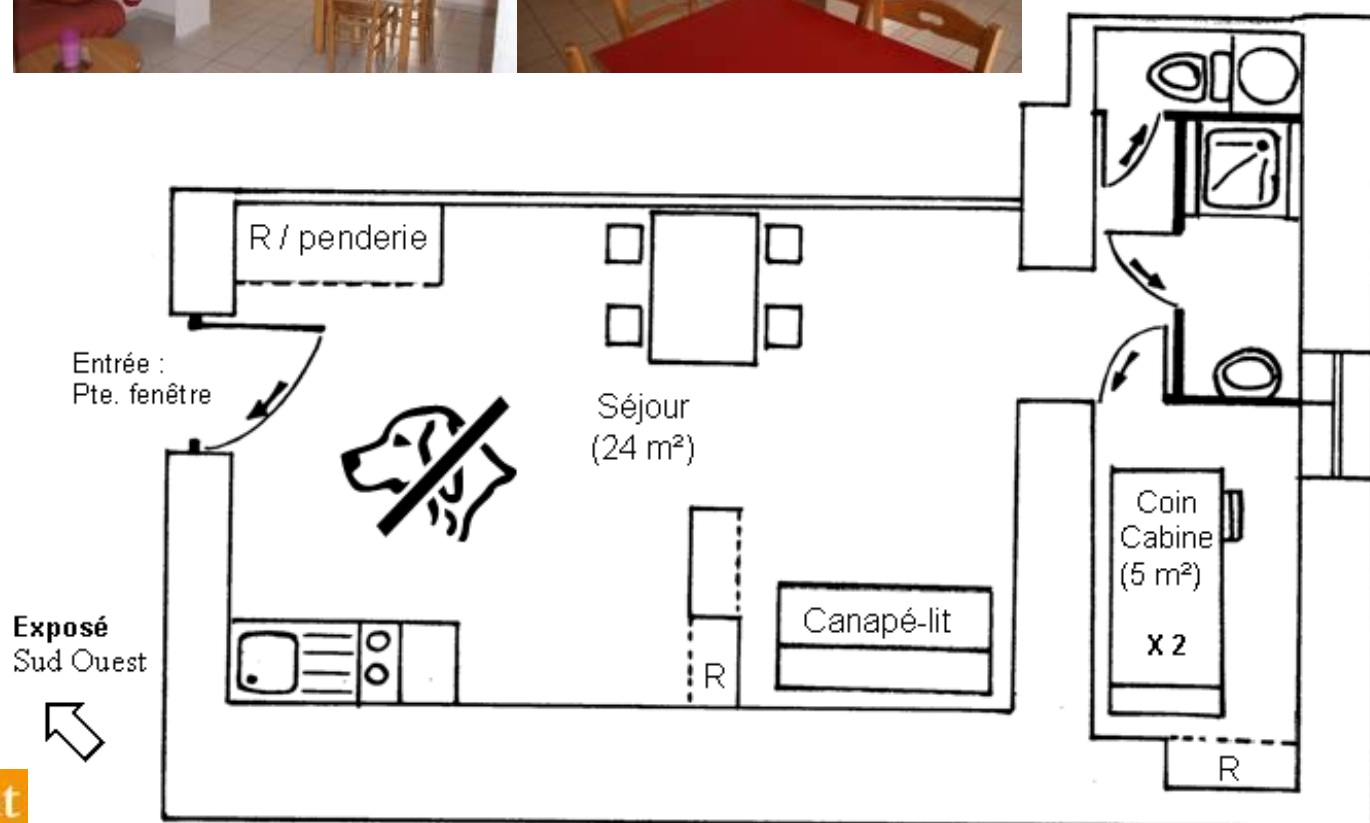 R / penderie
Entrée :
Pte. fenêtre
Séjour
(24 m²)
Coin
Cabine
(5 m²)
X 2
Canapé-lit
R
R
Exposé
Sud Ouest